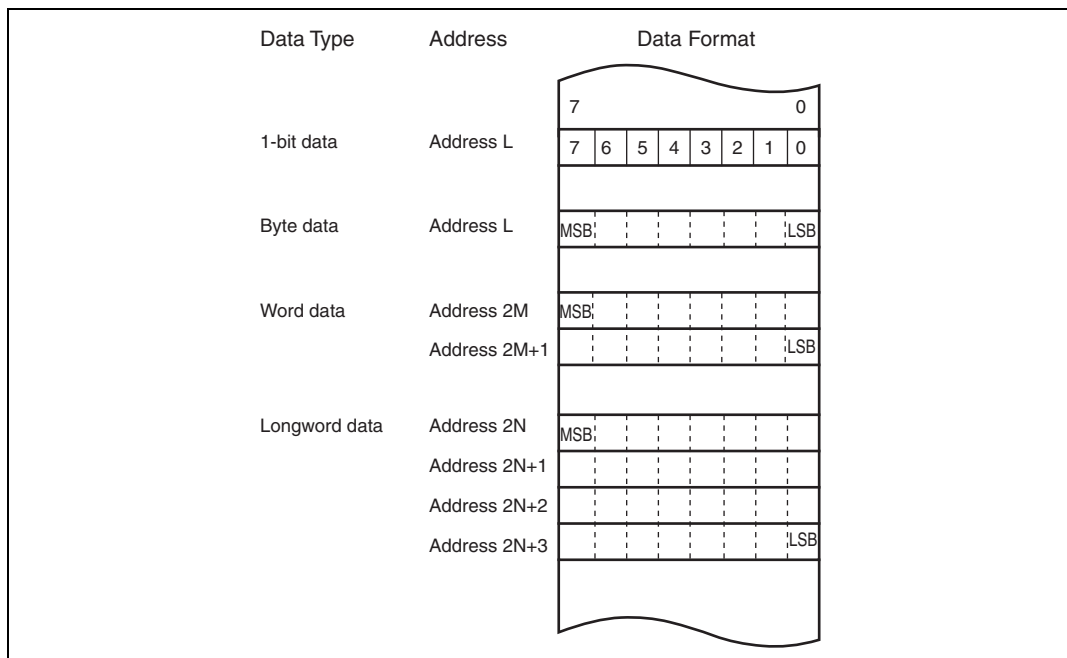 Data Type Address Data Format
7 0
1-bit data Address L 7 6 5 4 3 2 1 0
Byte data Address L MSB LSB
Word data Address 2M MSB
Address 2M+1 LSB
Longword data Address 2N MSB
Address 2N+1
Address 2N+2
Address 2N+3 LSB